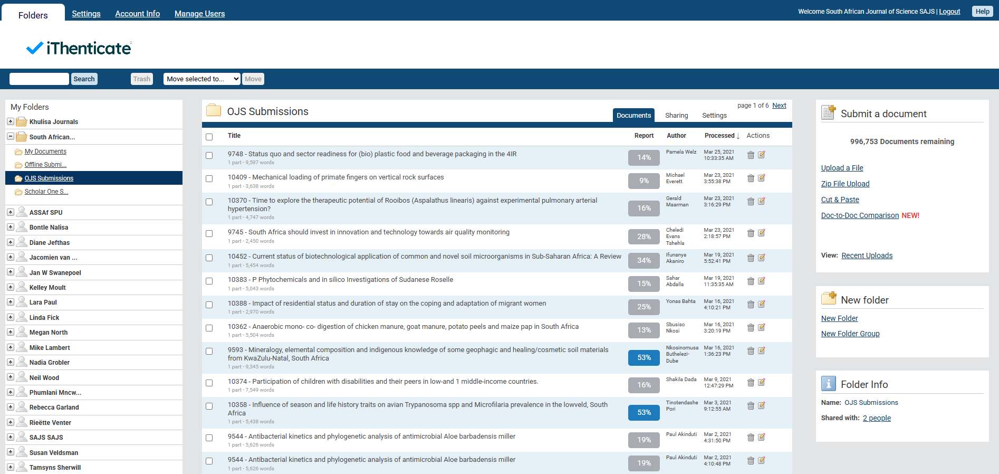 Folders
Settings
Account Info
Manage Users
Welcome South African Journal of Science SAJS | Logout
Help
iThenticate
Search
Trash
Move selected to...
Move
My Folders
Khulisa Journals
South African...
My Documents
Offline Submi...
OJS Submissions
Scholar One S...
ASSAf SPU
Bontle Nalisa
Diane Jefthas
Jacomien van ...
Jan W Swanepoel
Kelley Moult
Lara Paul
Linda Fick
Megan North
Mike Lambert
Nadia Grobler
Neil Wood
Phumlani Mncw...
Rebecca Garland
Rieëtte Venter
SAJS SAJS
Susan Veldsman
Tamsyns Sherwill
OJS Submissions
page 1 of 6 Next
Documents
Sharing
Settings
Title
Report
Author
Processed ↓
Actions
9748 - Status quo and sector readiness for (bio) plastic food and beverage packaging in the 4IR
1 part - 9,597 words
14%
Pamela Welz
Mar 25, 2021
10:33:35 AM
10409 - Mechanical loading of primate fingers on vertical rock surfaces
1 part - 3,638 words
9%
Michael
Everett
Mar 23, 2021
3:55:38 PM
10370 - Time to explore the therapeutic potential of Rooibos (Aspalathus linearis) against experimental pulmonary arterial
hypertension?
1 part - 4,747 words
16%
Gerald
Maarman
Mar 23, 2021
3:16:29 PM
9745 - South Africa should invest in innovation and technology towards air quality monitoring
1 part - 2,450 words
28%
Cheledi
Evans
Tshehla
Mar 23, 2021
2:18:57 PM
10452 - Current status of biotechnological application of common and novel soil microorganisms in Sub-Saharan Africa: A Review
1 part - 5,454 words
34%
Ifunanya
Akaniro
Mar 19, 2021
5:52:41 PM
10383 - P Phytochemicals and in silico Investigations of Sudanese Roselle
1 part - 5,043 words
15%
Sahar
Abdalla
Mar 19, 2021
11:35:35 AM
10388 - Impact of residential status and duration of stay on the coping and adaptation of migrant women
1 part - 2,970 words
25%
Yonas Bahta
Mar 16, 2021
4:10:21 PM
10362 - Anaerobic mono- co- digestion of chicken manure, goat manure, potato peels and maize pap in South Africa
1 part - 5,504 words
13%
Sbusiso
Nkosi
Mar 16, 2021
3:20:19 PM
9593 - Mineralogy, elemental composition and indigenous knowledge of some geophagic and healing/cosmetic soil materials
from KwaZulu-Natal, South Africa
1 part - 9,345 words
53%
Nkosinomusa
Buthelezi-
Dube
Mar 16, 2021
1:36:23 PM
10374 - Participation of children with disabilities and their peers in low-and 1 middle-income countries.
1 part - 7,549 words
16%
Shakila Dada
Mar 9, 2021
12:47:29 PM
10358 - Influence of season and life history traits on avian Trypanosoma spp and Microfilaria prevalence in the lowveld, South
Africa
1 part - 5,438 words
53%
Tinotendashe
Pori
Mar 3, 2021
9:12:55 AM
9544 - Antibacterial kinetics and phylogenetic analysis of antimicrobial Aloe barbadensis miller
1 part - 5,626 words
19%
Paul Akinduti
Mar 2, 2021
4:31:50 PM
9544 - Antibacterial kinetics and phylogenetic analysis of antimicrobial Aloe barbadensis miller
1 part - 5,626 words
19%
Paul Akinduti
Mar 2, 2021
4:10:48 PM
Submit a document
996,753 Documents remaining
Upload a File
Zip File Upload
Cut & Paste
Doc-to-Doc Comparison NEW!
View: Recent Uploads
New folder
New Folder
New Folder Group
Folder Info
Name: OJS Submissions
Shared with: 2 people